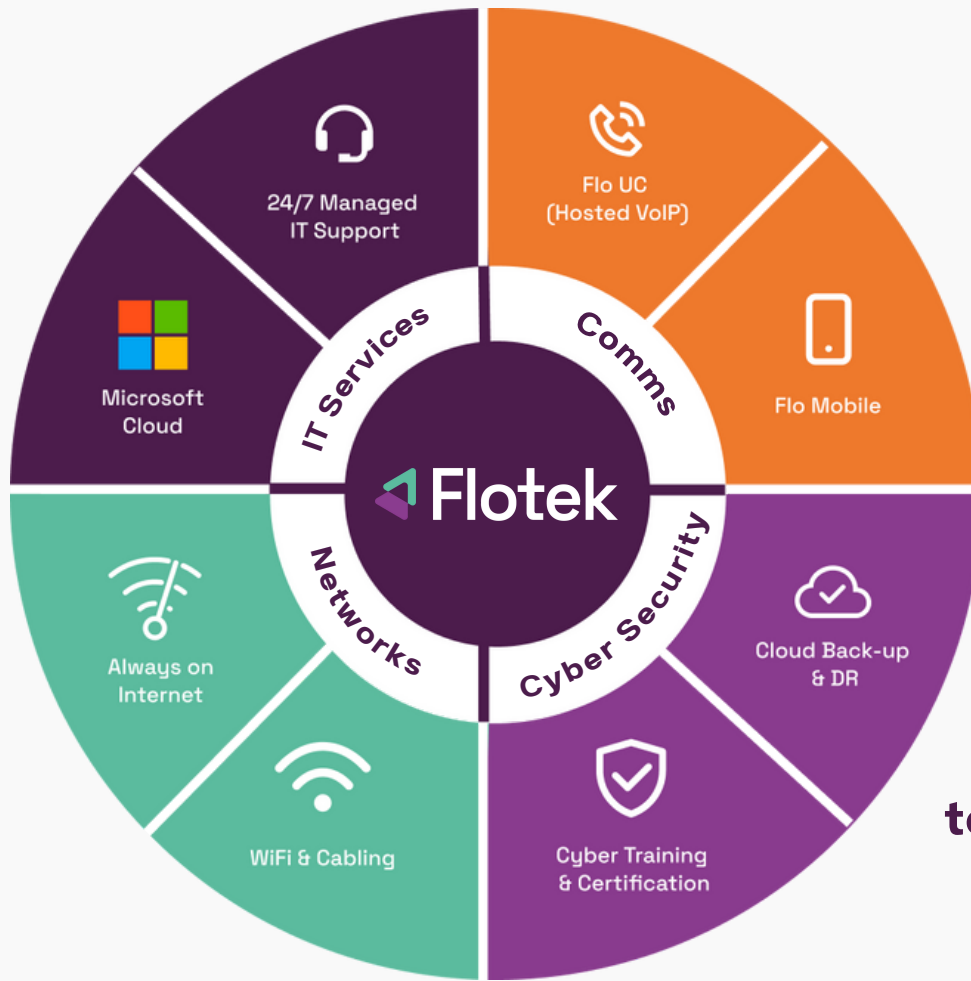 24/7 Managed
IT Support
Flo UC
(Hosted VoIP)
Microsoft
Cloud
Flo Mobile
IT Services
Comms
Flotek
Networks
Cyber Security
Always on
Internet
Cloud Back-up
& DR
WiFi & Cabling
Cyber Training
& Certification